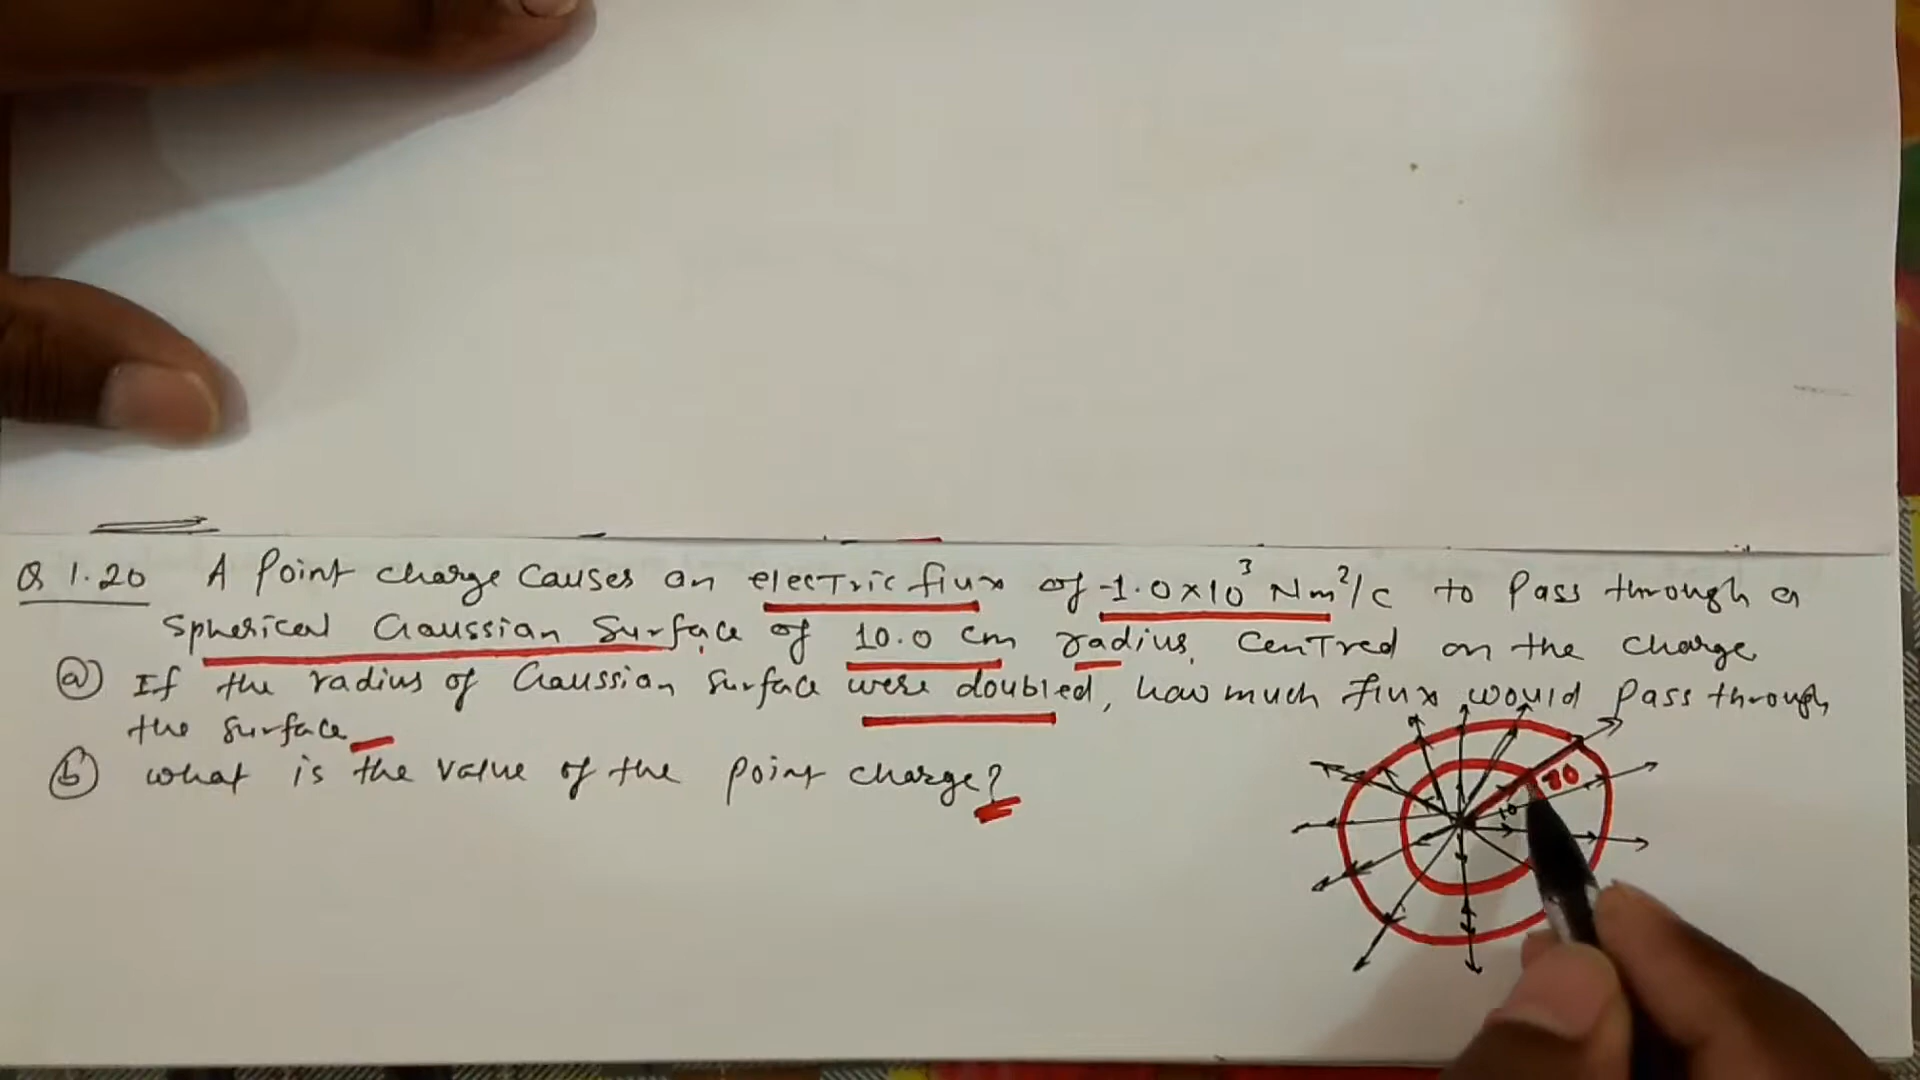 Q 1.20 A Point charge causes an electric flux of -1.0×10³ Nm²/c to Pass through a
Spherical Gaussian Surface of 10.0 cm radius, Centred on the charge
(a) If the radius of Gaussian surface were doubled, how much flux would pass through
the surface
(b) what is the value of the point charge?
20
10